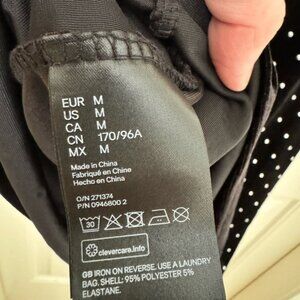 EUR M
US M
CA M
CN 170/96A
MX M
Made in China
Fabriqué en Chine
Hecho en China
O/N 271374
P/N 0946800 2
30
clevercare.info
GB IRON ON REVERSE. USE A LAUNDRY
BAG. SHELL: 95% POLYESTER 5%
ELASTANE.